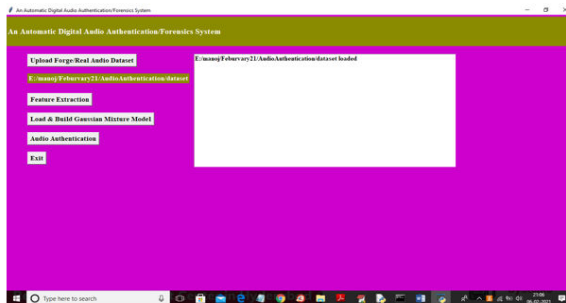 An Automatic Digital Audio Authentication/Forensics System
An Automatic Digital Audio Authentication/Forensics System
Upload Forge/Real Audio Dataset
E:/manoj/Feburvary21/AudioAuthentication/dataset loaded
E:/manoj/Feburvary21/AudioAuthentication/dataset
Feature Extraction
Load & Build Gaussian Mixture Model
Audio Authentication
Exit
Type here to search
21:06